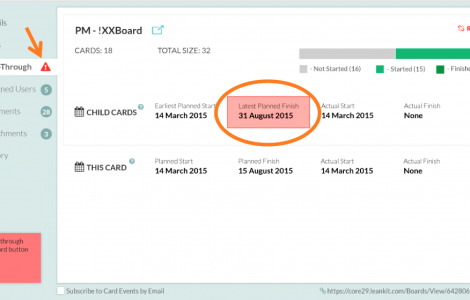 ils
PM - !XXBoard
CARDS: 18 TOTAL SIZE: 32
- Not Started (16) - Started (15) - Finishe
-Through
ned Users 5
ments 28
chments 3
ory
CHILD CARDS
Earliest Planned Start Latest Planned Finish Actual Start Actual Finish
14 March 2015 31 August 2015 14 March 2015 None
THIS CARD
Planned Start Planned Finish Actual Start Actual Finish
14 March 2015 15 August 2015 14 March 2015 None
through
rd button
Subscribe to Card Events by Email
https://core29.leankit.com/Boards/View/642806